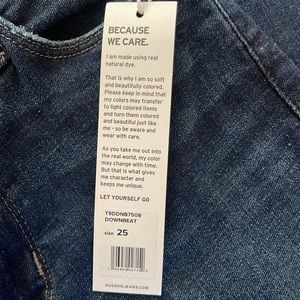 BECAUSE
WE CARE.
I am made using real
natural dye.
That is why I am so soft
and beautifully colored.
Please keep in mind that
my colors may transfer
to light colored items
and turn them colored
and beautiful just like
me - so be aware and
wear with care.
As you take me out into
the real world, my color
may change with time.
But that is what gives
me character and
keeps me unique.
LET YOURSELF GO
DOWNBEAT
size 25
HUDSONJEANS.COM